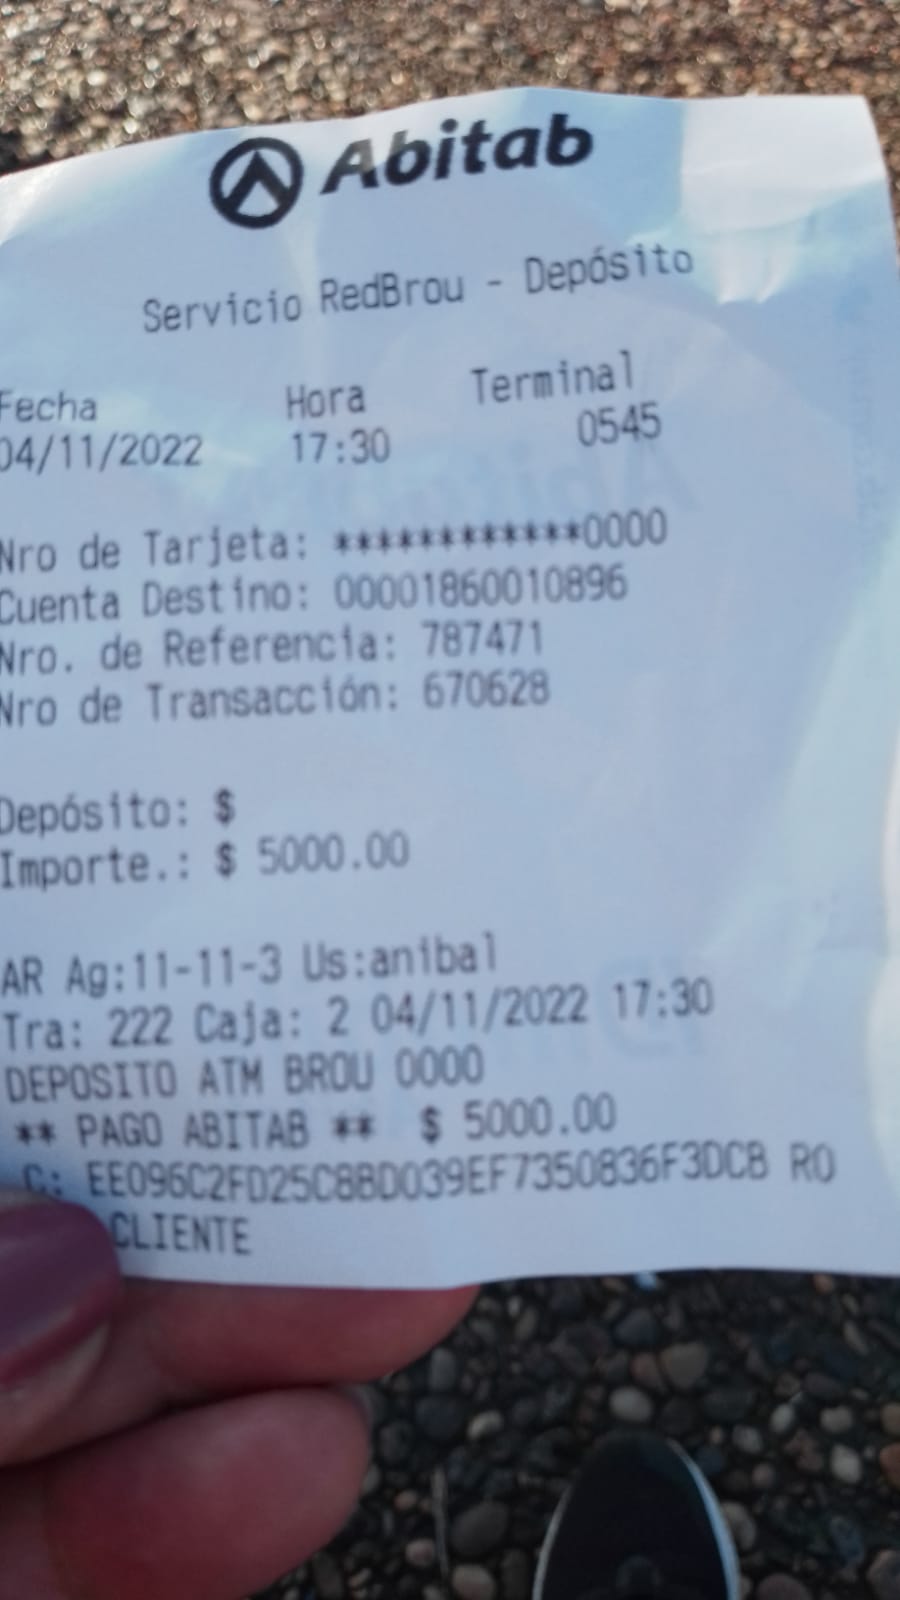 Abitab
Servicio RedBrou - Depósito
Fecha Hora Terminal
04/11/2022 17:30 0545
Nro de Tarjeta: ************0000
Cuenta Destino: 00001860010896
Nro. de Referencia: 787471
Nro de Transacción: 670628
Depósito: $
Importe.: $ 5000.00
AR Ag:11-11-3 Us:anibal
Tra: 222 Caja: 2 04/11/2022 17:30
DEPOSITO ATM BROU 0000
** PAGO ABITAB ** $ 5000.00
C: EE096C2FD25C88D039EF7350836F3DCB RO
CLIENTE